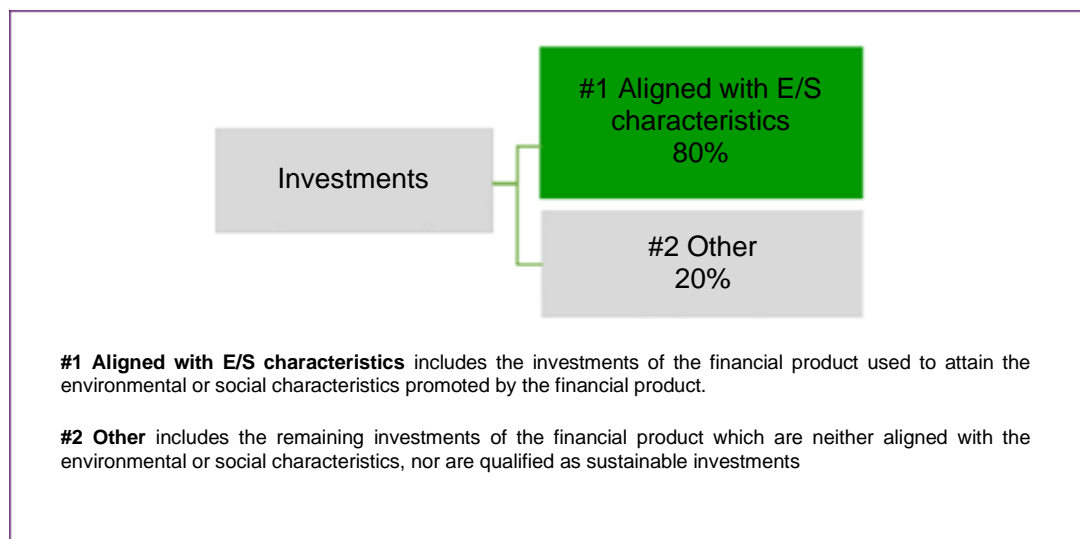 #1 Aligned with E/S
characteristics
80%
Investments
#2 Other
20%
#1 Aligned with E/S characteristics includes the investments of the financial product used to attain the
environmental or social characteristics promoted by the financial product.
#2 Other includes the remaining investments of the financial product which are neither aligned with the
environmental or social characteristics, nor are qualified as sustainable investments